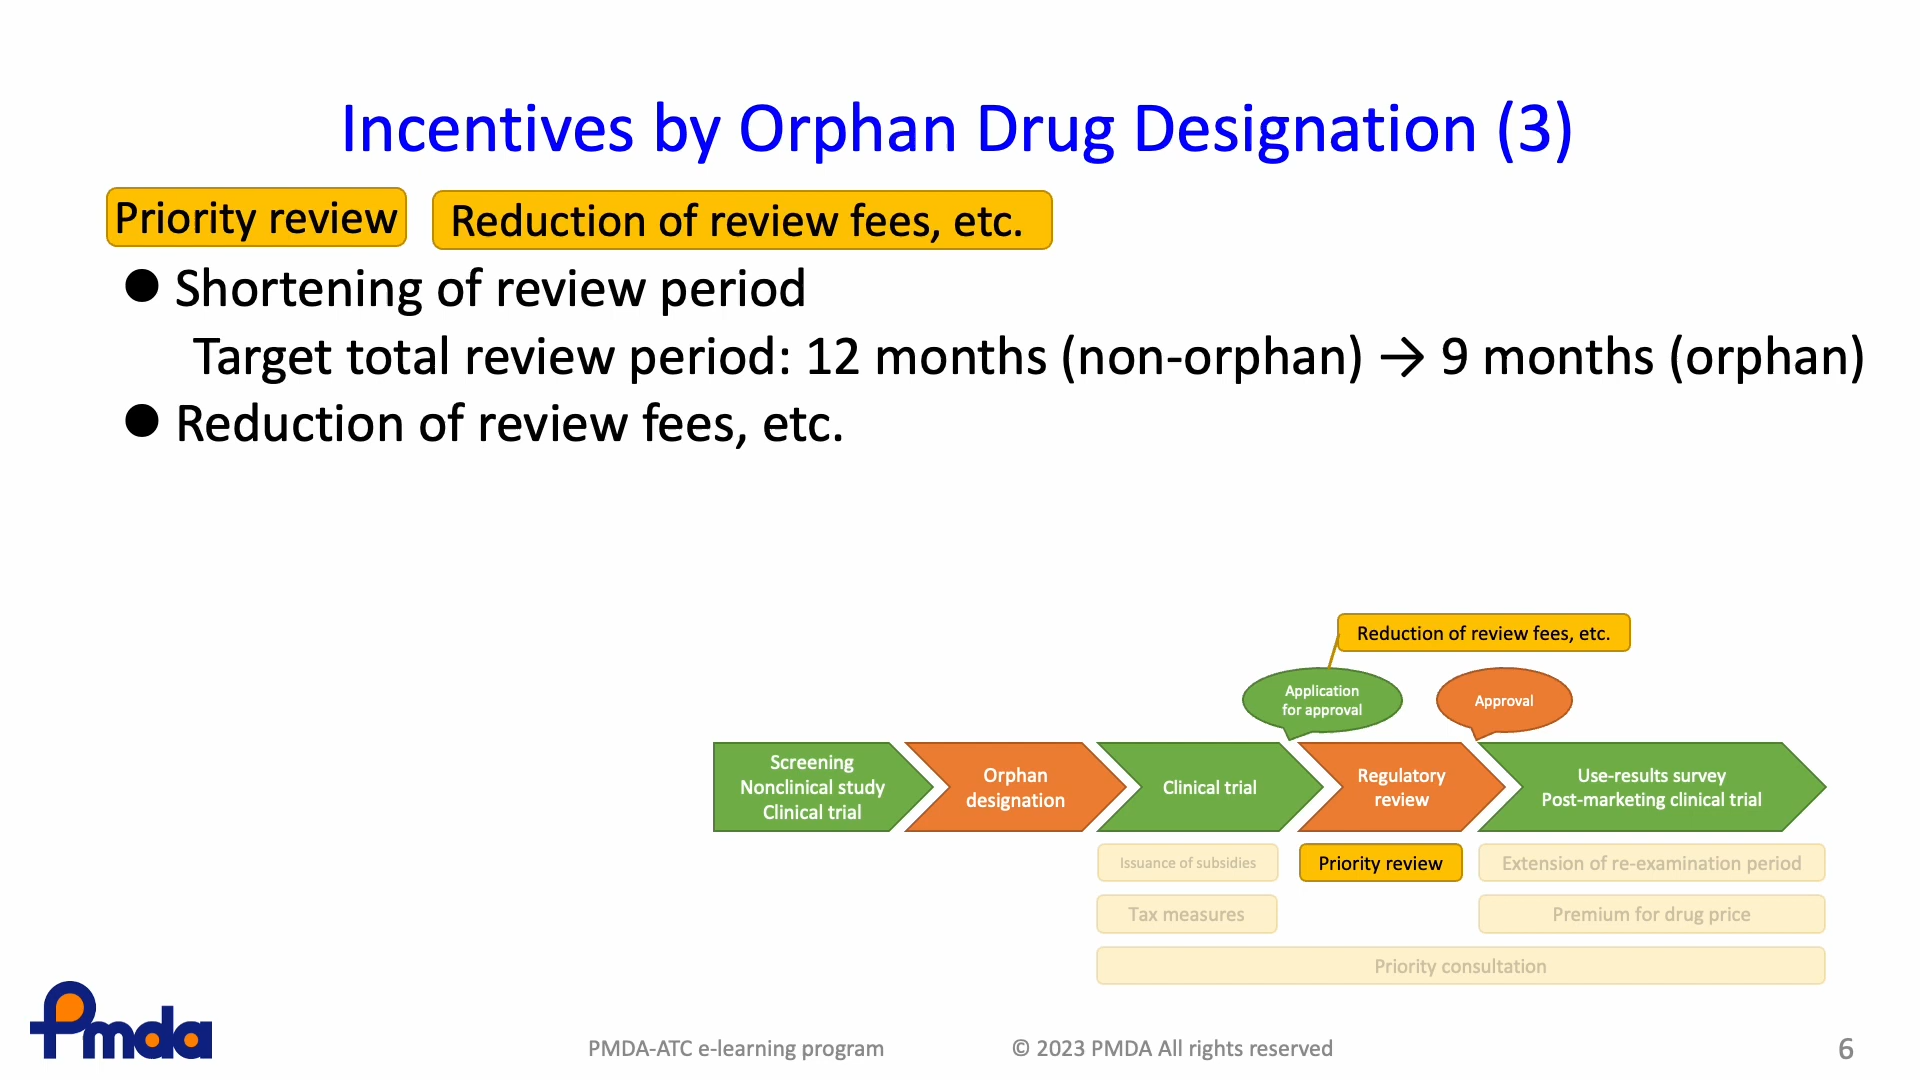 Incentives by Orphan Drug Designation (3)
Priority review
Reduction of review fees, etc.
● Shortening of review period
Target total review period: 12 months (non-orphan) → 9 months (orphan)
● Reduction of review fees, etc.
Reduction of review fees, etc.
Application
for approval
Approval
Screening
Nonclinical study
Clinical trial
Orphan
designation
Clinical trial
Regulatory
review
Use-results survey
Post-marketing clinical trial
Issuance of subsidies
Priority review
Extension of re-examination period
Tax measures
Premium for drug price
Priority consultation
Pmda
PMDA-ATC e-learning program
© 2023 PMDA All rights reserved
6